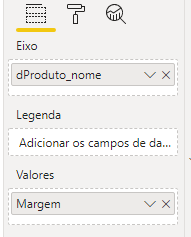 Eixo
dProduto_nome
Legenda
Adicionar os campos de da...
Valores
Margem